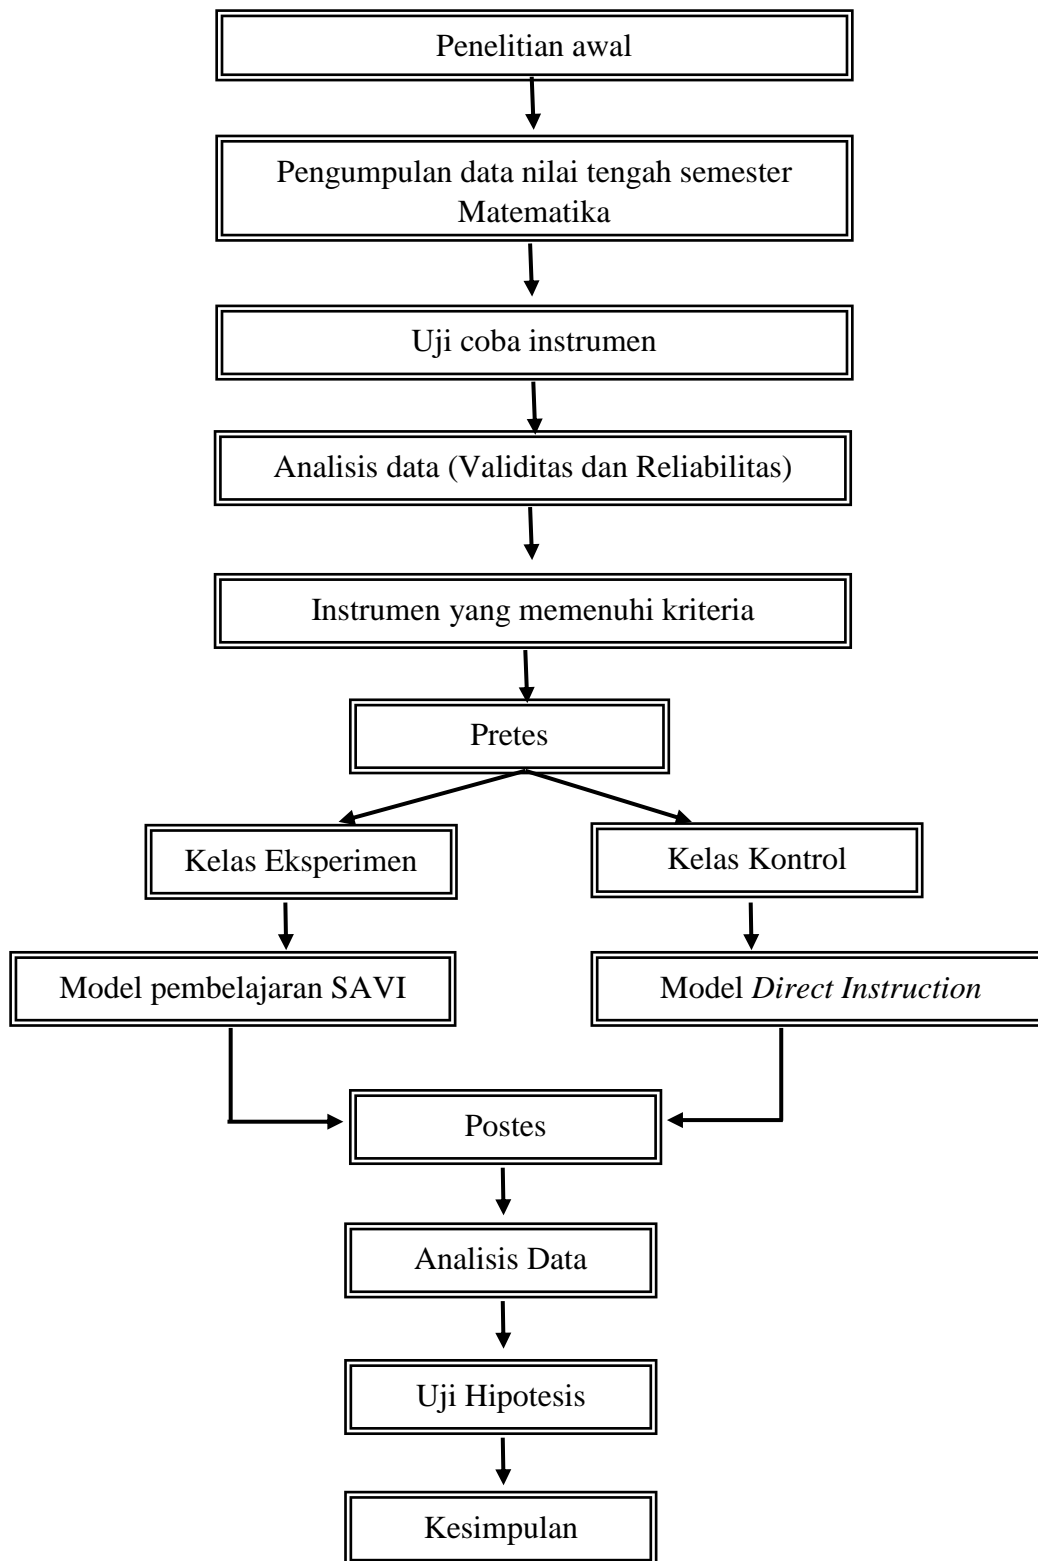 Penelitian awal
Pengumpulan data nilai tengah semester
Matematika
Uji coba instrumen
Analisis data (Validitas dan Reliabilitas)
Instrumen yang memenuhi kriteria
Pretes
Kelas Eksperimen
Kelas Kontrol
Model pembelajaran SAVI
Model Direct Instruction
Postes
Analisis Data
Uji Hipotesis
Kesimpulan